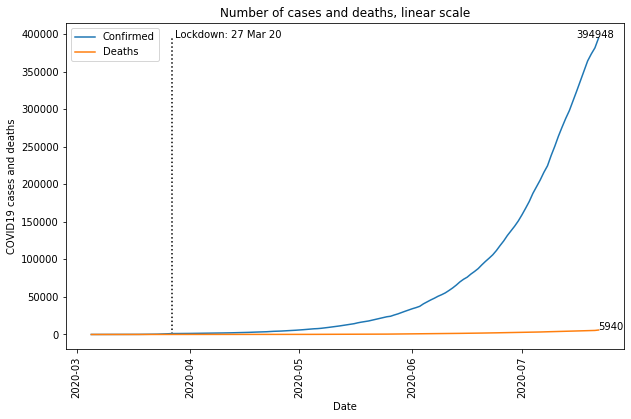 Number of cases and deaths, linear scale
Confirmed
Deaths
Lockdown: 27 Mar 20
394948
5940
COVID19 cases and deaths
400000
350000
300000
250000
200000
150000
100000
50000
0
2020-03
2020-04
2020-05
2020-06
2020-07
Date